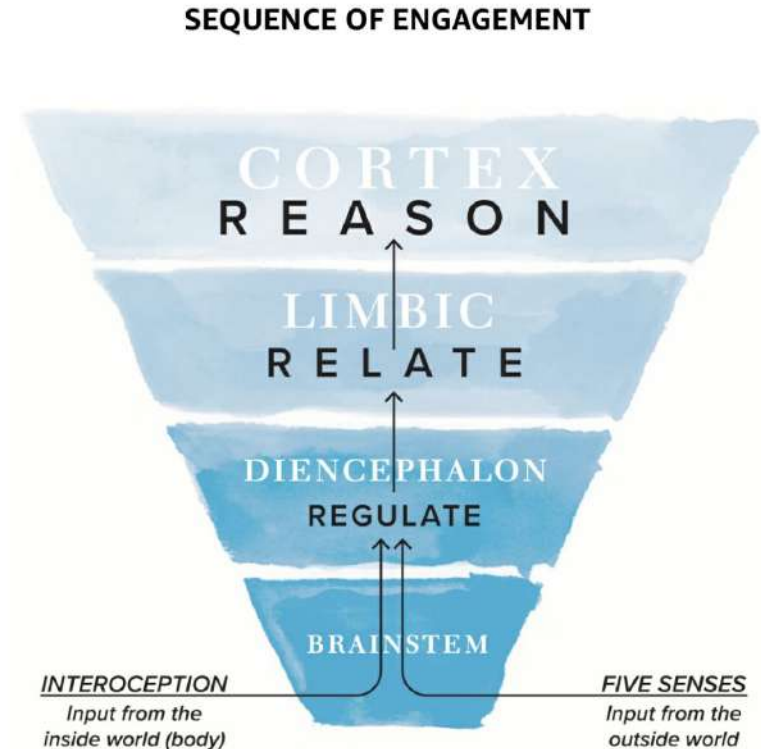 SEQUENCE OF ENGAGEMENT
CORTEX
REASON
LIMBIC
RELATE
DIENCEPHALON
REGULATE
BRAINSTEM
INTEROCEPTION
Input from the
inside world (body)
FIVE SENSES
Input from the
outside world